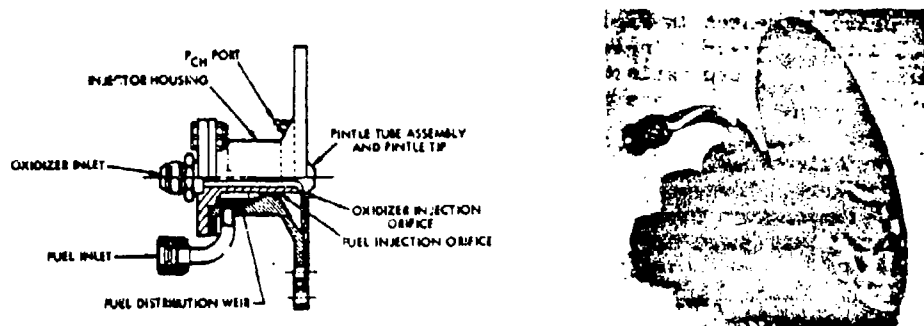 P_CH PORT
INJECTOR HOUSING
PINTLE TUBE ASSEMBLY
AND PINTLE TIP
OXIDIZER INLET
OXIDIZER INJECTION
ORIFICE
FUEL INJECTION ORIFICE
FUEL INLET
FUEL DISTRIBUTION WEIR